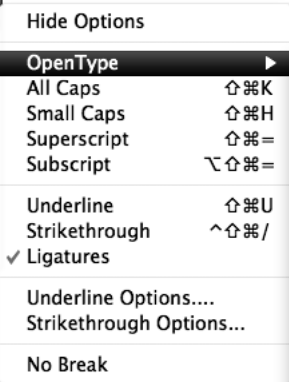 Hide Options
OpenType ▶
All Caps ⇧⌘K
Small Caps ⇧⌘H
Superscript ⇧⌘=
Subscript ⌥⇧⌘=
Underline ⇧⌘U
Strikethrough ^⇧⌘/
✓ Ligatures
Underline Options....
Strikethrough Options...
No Break